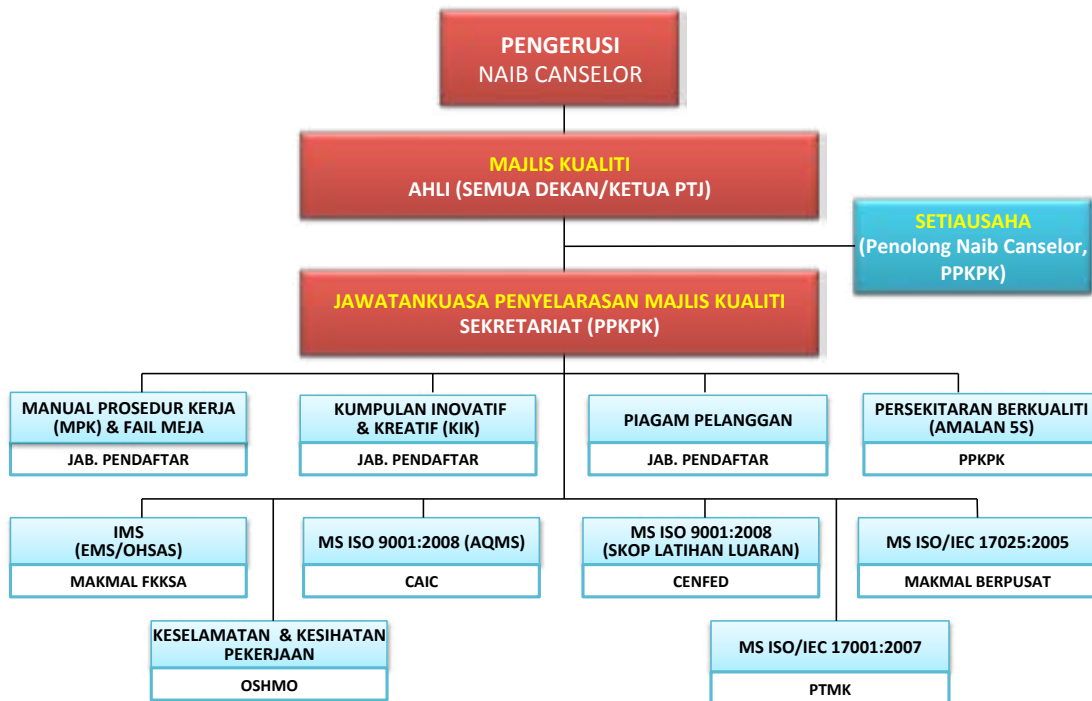 PENGERUSI
NAIB CANSELOR
MAJLIS KUALITI
AHLI (SEMUA DEKAN/KETUA PTJ)
SETIAUSAHA
(Penolong Naib Canselor,
PPKPK)
JAWATANKUASA PENYELARASAN MAJLIS KUALITI
SEKRETARIAT (PPKPK)
MANUAL PROSEDUR KERJA
(MPK) & FAIL MEJA
JAB. PENDAFTAR
KUMPULAN INOVATIF
& KREATIF (KIK)
JAB. PENDAFTAR
PIAGAM PELANGGAN
JAB. PENDAFTAR
PERSEKITARAN BERKUALITI
(AMALAN 5S)
PPKPK
IMS
(EMS/OHSAS)
MAKMAL FKKSA
MS ISO 9001:2008 (AQMS)
CAIC
MS ISO 9001:2008
(SKOP LATIHAN LUARAN)
CENFED
MS ISO/IEC 17025:2005
MAKMAL BERPUSAT
KESELAMATAN & KESIHATAN
PEKERJAAN
OSHMO
MS ISO/IEC 17001:2007
PTMK